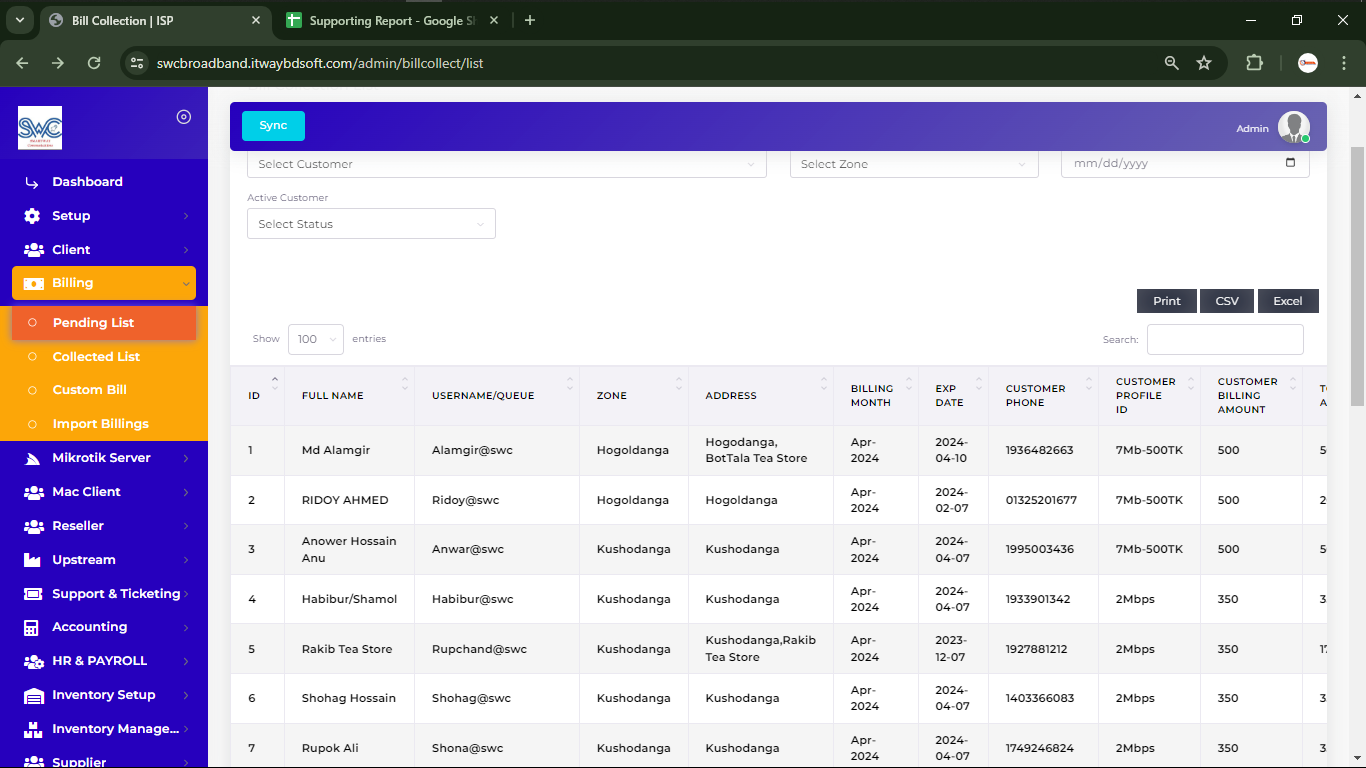 Bill Collection | ISP
Supporting Report - Google Sh
swcbroadband.itwaybdsoft.com/admin/billcollect/list
SWC
Sync
Admin
Select Customer
Select Zone
mm/dd/yyyy
Active Customer
Select Status
Dashboard
Setup
Client
Billing
Pending List
Collected List
Custom Bill
Import Billings
Mikrotik Server
Mac Client
Reseller
Upstream
Support & Ticketing
Accounting
HR & PAYROLL
Inventory Setup
Inventory Manage...
Supplier
Print CSV Excel
Show 100 entries
Search:
ID FULL NAME USERNAME/QUEUE ZONE ADDRESS BILLING MONTH EXP DATE CUSTOMER PHONE CUSTOMER PROFILE ID CUSTOMER BILLING AMOUNT
1 Md Alamgir Alamgir@swc Hogoldanga Hogodanga, BotTala Tea Store Apr-2024 2024-04-10 1936482663 7Mb-500TK 500
2 RIDOY AHMED Ridoy@swc Hogoldanga Hogoldanga Apr-2024 2024-02-07 01325201677 7Mb-500TK 500
3 Anower Hossain Anu Anwar@swc Kushodanga Kushodanga Apr-2024 2024-04-07 1995003436 7Mb-500TK 500
4 Habibur/Shamol Habibur@swc Kushodanga Kushodanga Apr-2024 2024-04-07 1933901342 2Mbps 350
5 Rakib Tea Store Rupchand@swc Kushodanga Kushodanga,Rakib Tea Store Apr-2024 2023-12-07 1927881212 2Mbps 350
6 Shohag Hossain Shohag@swc Kushodanga Kushodanga Apr-2024 2024-04-07 1403366083 2Mbps 350
7 Rupok Ali Shona@swc Kushodanga Kushodanga Apr-2024 2024-04-07 1749246824 2Mbps 350